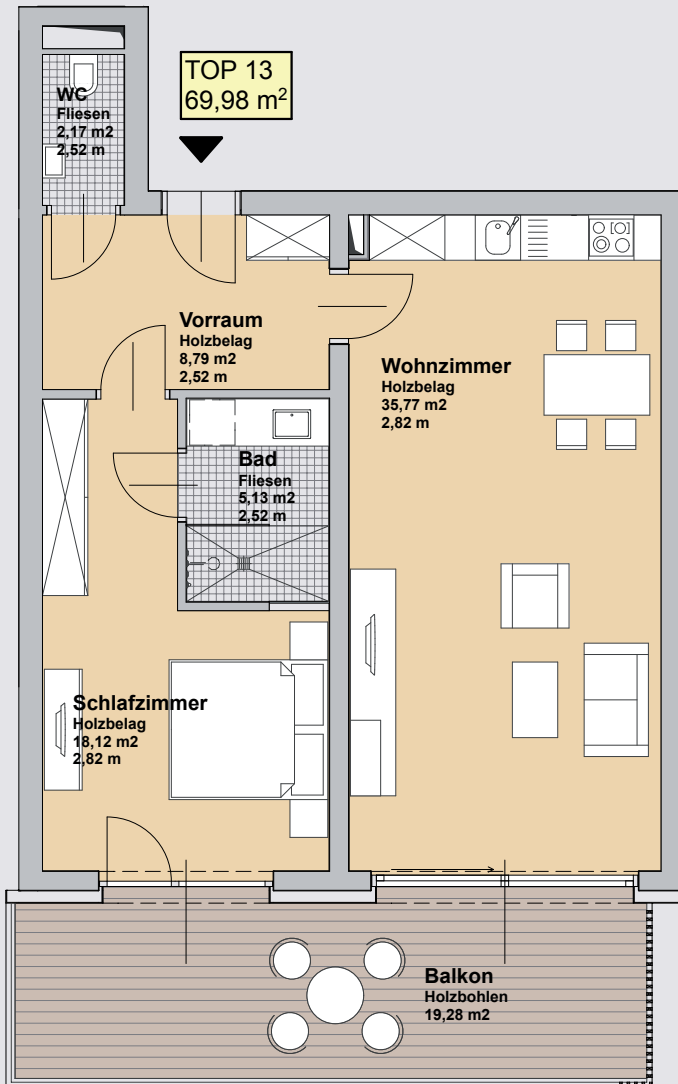 TOP 13
69,98 m²
WC
Fliesen
2,17 m2
2,52 m
Vorraum
Holzbelag
8,79 m2
2,52 m
Wohnzimmer
Holzbelag
35,77 m2
2,82 m
Bad
Fliesen
5,13 m2
2,52 m
Schlafzimmer
Holzbelag
18,12 m2
2,82 m
Balkon
Holzbohlen
19,28 m2